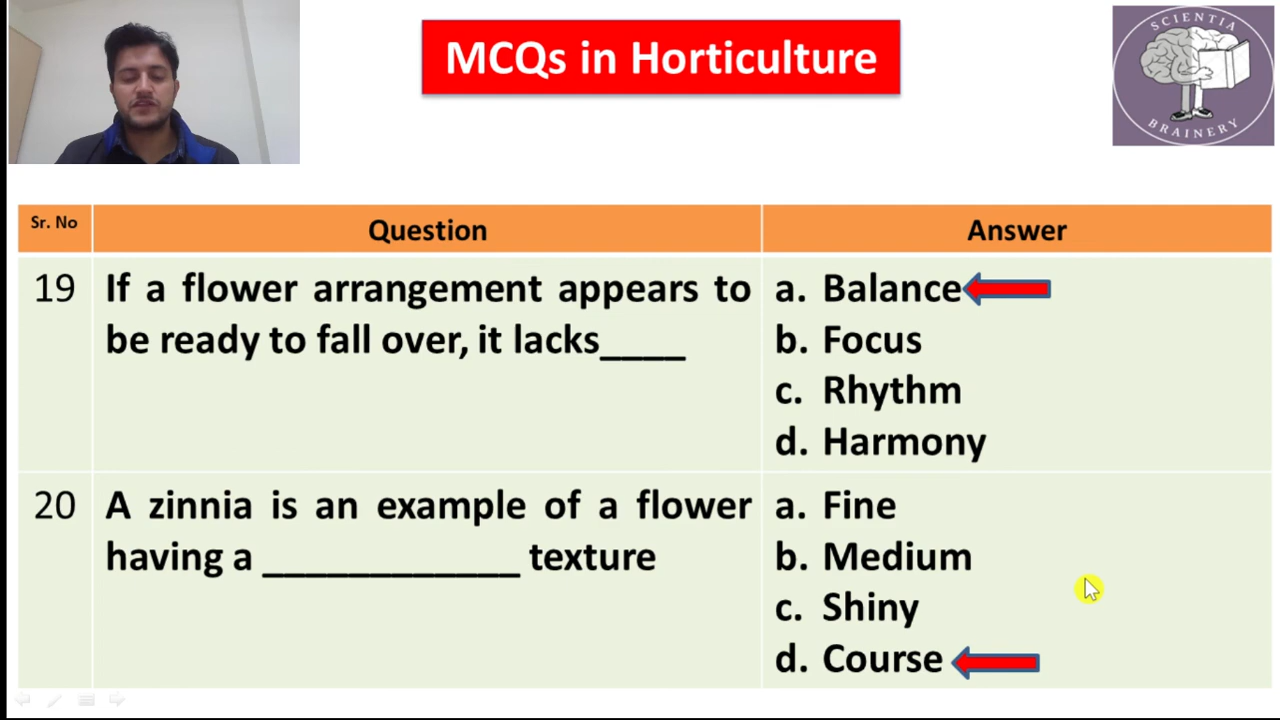 MCQs in Horticulture
SCIENTIA
BRAINERY
Sr. No
Question
Answer
19
If a flower arrangement appears to
be ready to fall over, it lacks____
a. Balance
b. Focus
c. Rhythm
d. Harmony
20
A zinnia is an example of a flower
having a ____________ texture
a. Fine
b. Medium
c. Shiny
d. Course